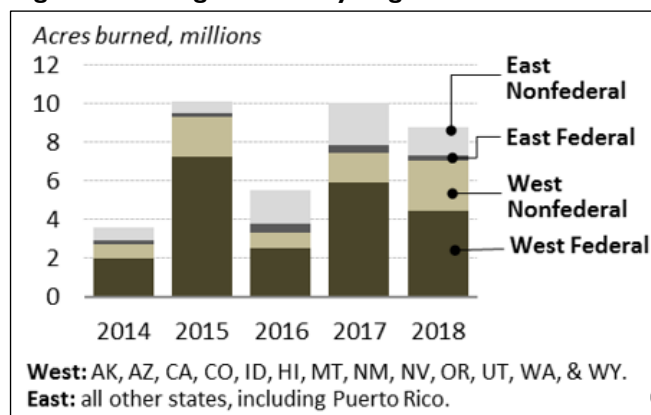 Acres burned, millions
12
10
8
6
4
2
0
2014 2015 2016 2017 2018
East
Nonfederal
East Federal
West
Nonfederal
West Federal
West: AK, AZ, CA, CO, ID, HI, MT, NM, NV, OR, UT, WA, & WY.
East: all other states, including Puerto Rico.